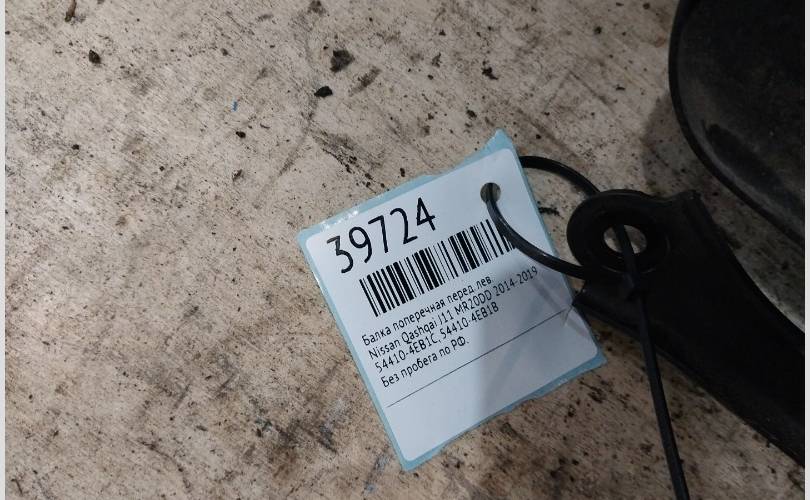 39724
Балка поперечная перед лев
Nissan Qashqai J11 MR20DD 2014-2019
54410-4EB1C, 54410-4EB1B
Без пробега по РФ.